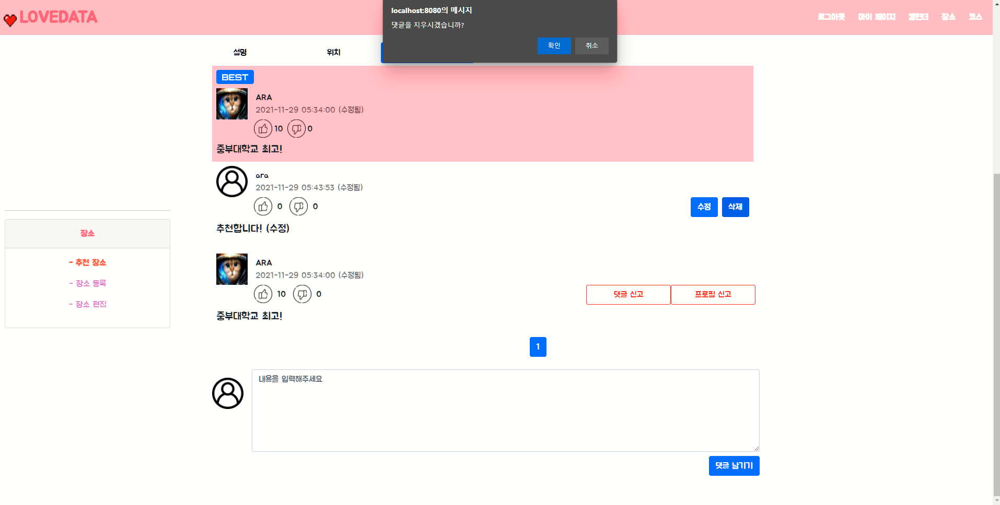 LOVEDATA
로그아웃 마이 페이지 캘린더 장소 코스
localhost:8080의 메시지
댓글을 지우시겠습니까?
확인 취소
설명 위치
BEST
ARA
2021-11-29 05:34:00 (수정됨)
10 0
중부대학교 최고!
ara
2021-11-29 05:43:53 (수정됨)
0 0
수정 삭제
추천합니다! (수정)
장소
- 추천 장소
- 장소 등록
- 장소 편집
ARA
2021-11-29 05:34:00 (수정됨)
10 0
댓글 신고 프로필 신고
중부대학교 최고!
1
내용을 입력해주세요
댓글 남기기